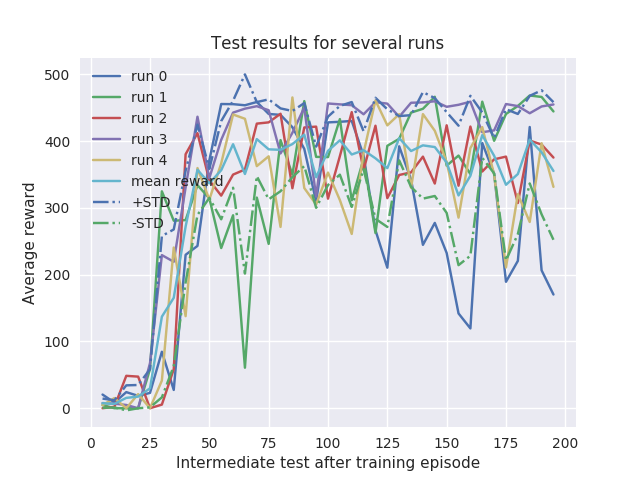 Test results for several runs
500
400
300
200
100
0
Average reward
run 0
run 1
run 2
run 3
run 4
mean reward
+STD
-STD
0 25 50 75 100 125 150 175 200
Intermediate test after training episode